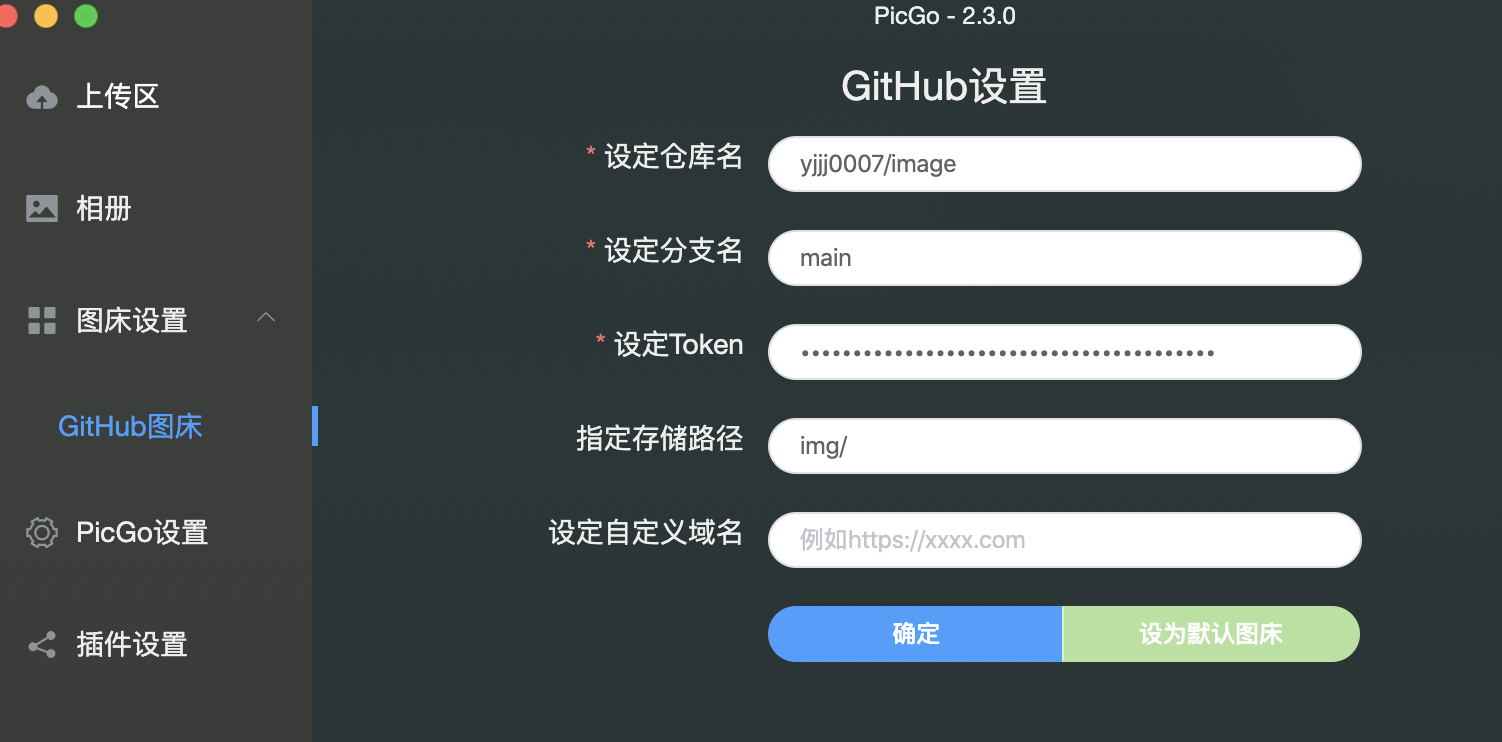 PicGo - 2.3.0
上传区
相册
图床设置
GitHub图床
PicGo设置
插件设置
GitHub设置
* 设定仓库名 yjjj0007/image
* 设定分支名 main
* 设定Token ••••••••••••••••••••••••••••••••••••••••
指定存储路径 img/
设定自定义域名 例如https://xxxx.com
确定 设为默认图床